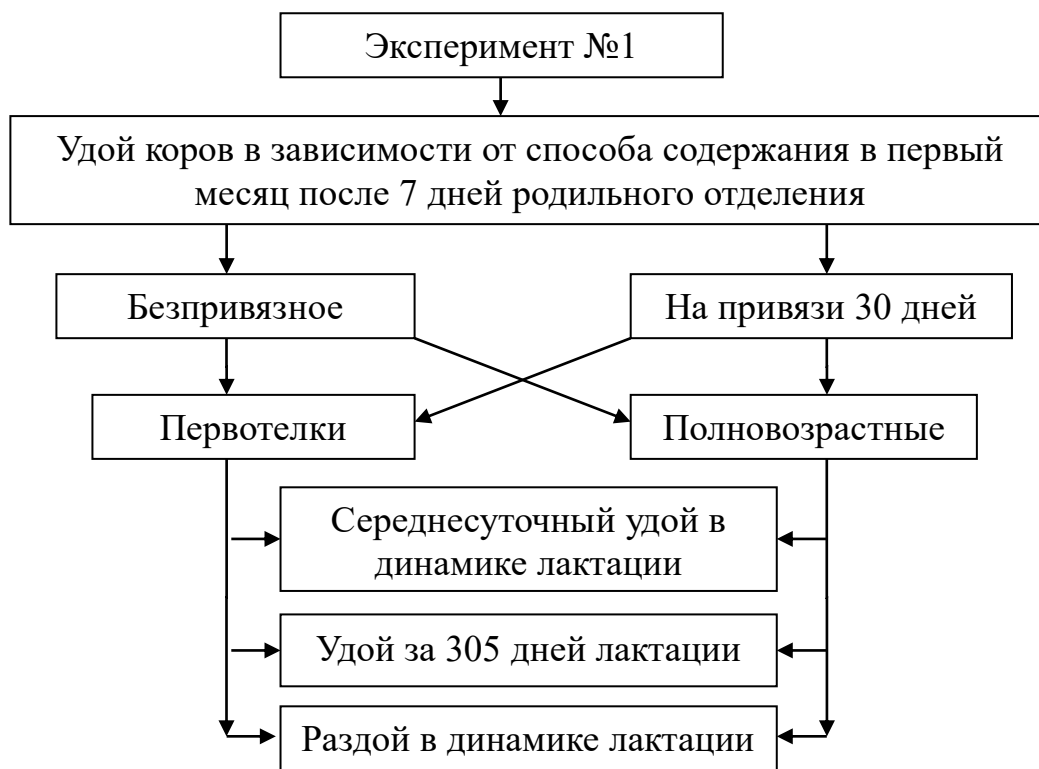 Эксперимент №1
Удой коров в зависимости от способа содержания в первый
месяц после 7 дней родильного отделения
Безпривязное
На привязи 30 дней
Первотелки
Полновозрастные
Середнесуточный удой в
динамике лактации
Удой за 305 дней лактации
Раздой в динамике лактации